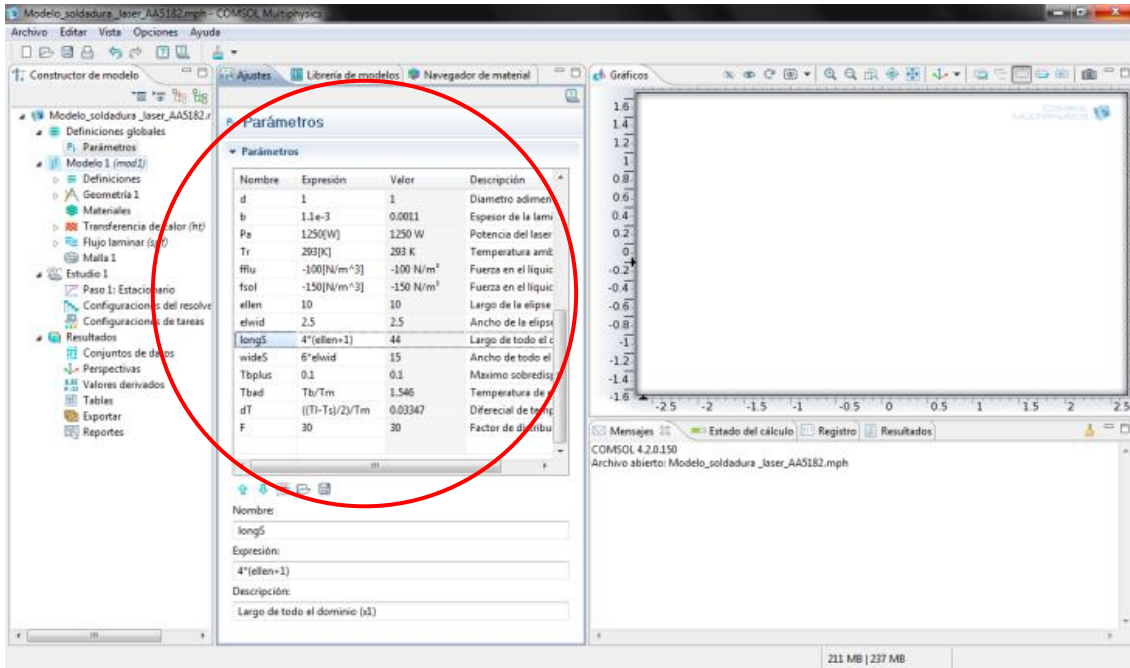 Modelo_soldadura _laser_AA5182.mph - COMSOL Multiphysics
Archivo Editar Vista Opciones Ayuda
Constructor de modelo
Modelo_soldadura _laser_AA5182.r
Definiciones globales
Pi Parámetros
Modelo 1 (mod1)
Definiciones
Geometría 1
Materiales
Transferencia de calor (ht)
Flujo laminar (spf)
Malla 1
Estudio 1
Paso 1: Estacionario
Configuraciones del resolve
Configuraciones de tareas
Resultados
Conjuntos de datos
Perspectivas
Valores derivados
Tablas
Exportar
Reportes
Ajustes Librería de modelos Navegador de material
Parámetros
Parámetros
Nombre Expresión Valor Descripción
d 1 1 Diametro adimen
b 1.1e-3 0.0011 Espesor de la lami
Pa 1250[W] 1250 W Potencia del laser
Tr 293[K] 293 K Temperatura amb
fflu -100[N/m^3] -100 N/m³ Fuerza en el líquic
fsol -150[N/m^3] -150 N/m³ Fuerza en el líquic
ellen 10 10 Largo de la elipse
elwid 2.5 2.5 Ancho de la elipse
longS 4*(ellen+1) 44 Largo de todo el c
wideS 6*elwid 15 Ancho de todo el
Tbplus 0.1 0.1 Maximo sobredis
Tbad Tb/Tm 1.546 Temperatura de
dT ((Tl-Ts)/2)/Tm 0.03347 Diferecial de temp
F 30 30 Factor de distribu
Nombre:
longS
Expresión:
4*(ellen+1)
Descripción:
Largo de todo el dominio (x1)
Gráficos
COMSOL
MULTIPHYSICS
1.6
1.4
1.2
1
0.8
0.6
0.4
0.2
0
-0.2
-0.4
-0.6
-0.8
-1
-1.2
-1.4
-1.6
-2.5 -2 -1.5 -1 -0.5 0 0.5 1 1.5 2 2.5
Mensajes Estado del cálculo Registro Resultados
COMSOL 4.2.0.150
Archivo abierto: Modelo_soldadura _laser_AA5182.mph
211 MB | 237 MB